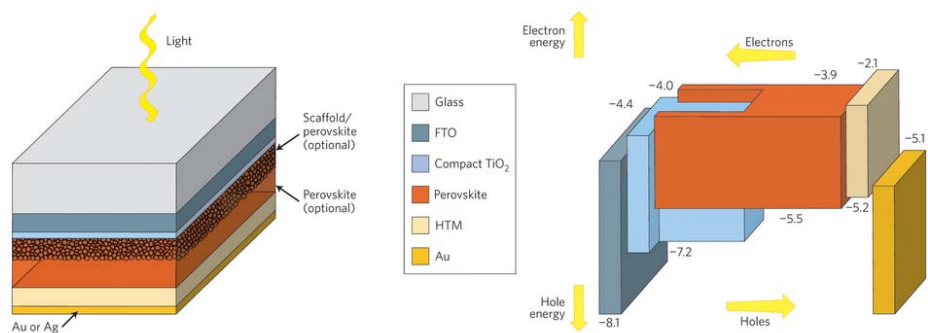 Light
Scaffold/
perovskite
(optional)
Perovskite
(optional)
Au or Ag
Glass
FTO
Compact TiO₂
Perovskite
HTM
Au
Electron
energy
Electrons
−2.1
−3.9
−4.0
−4.4
−5.1
−5.2
−5.5
−7.2
Hole
energy
Holes
−8.1